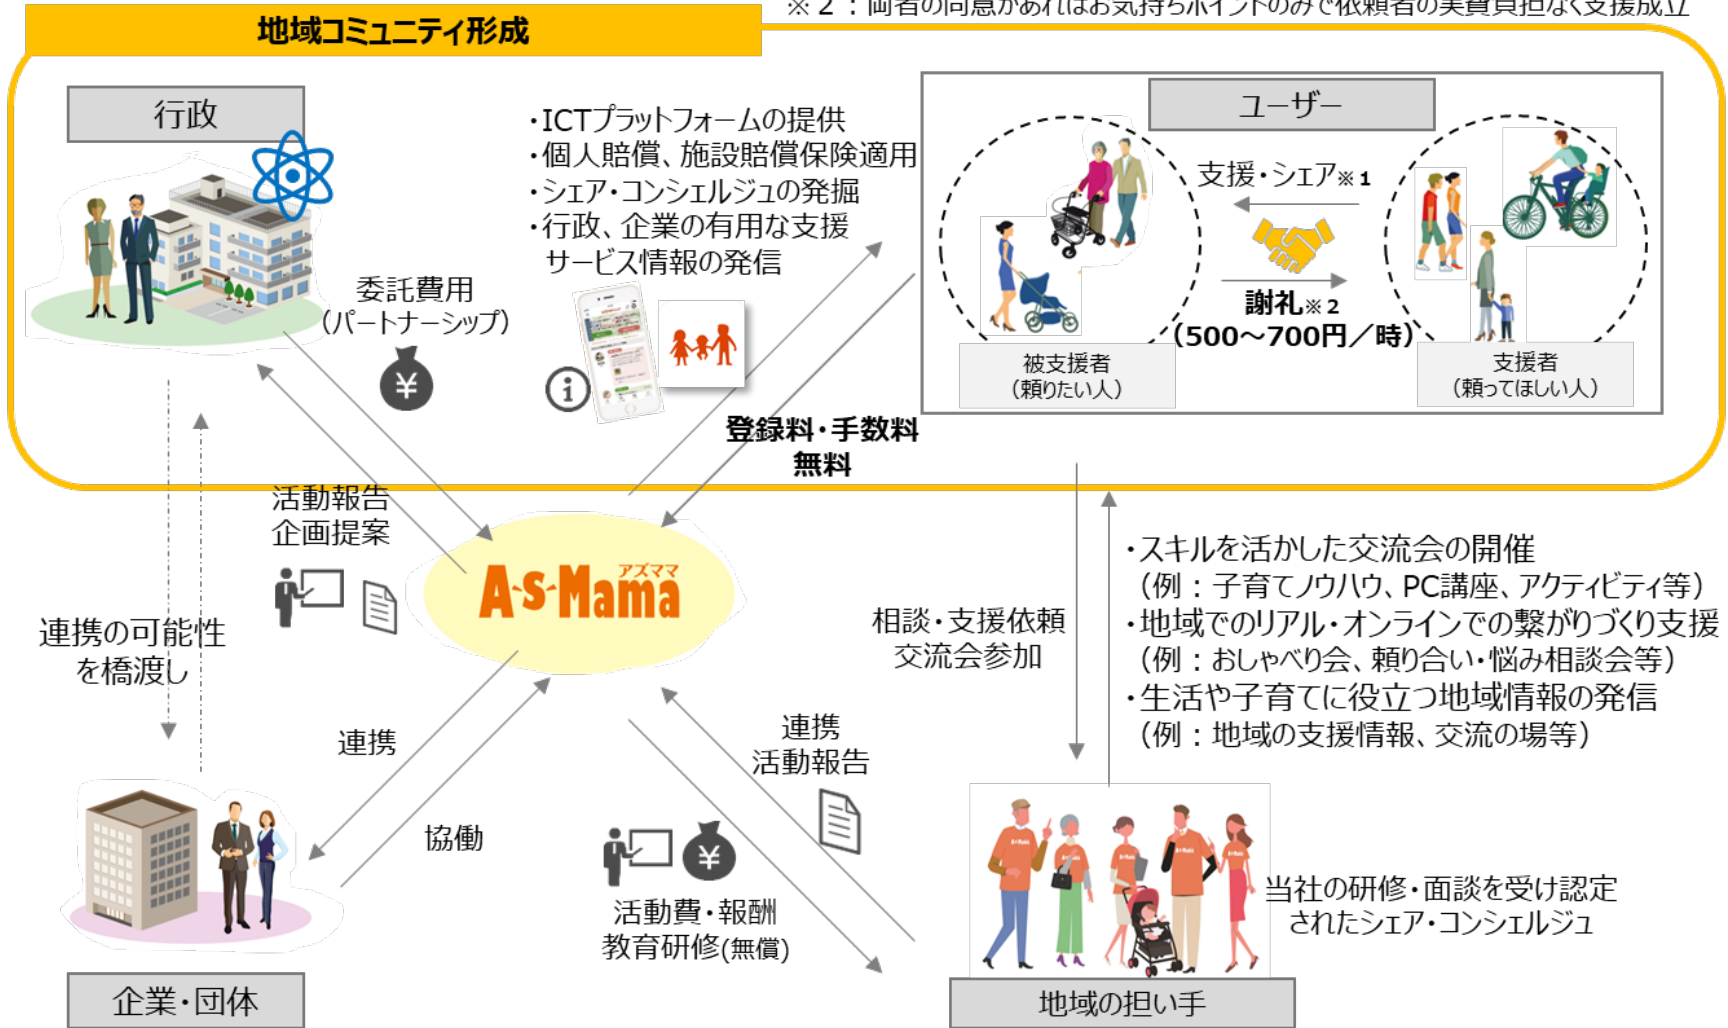 ※２：両者の同意があればお気持ちポイントのみで依頼者の実費負担なく支援成立
地域コミュニティ形成
行政
・ICTプラットフォームの提供
・個人賠償、施設賠償保険適用
・シェア・コンシェルジュの発掘
・行政、企業の有用な支援
サービス情報の発信
ユーザー
支援・シェア※1
謝礼※2
（500～700円／時）
被支援者
（頼りたい人）
支援者
（頼ってほしい人）
委託費用
（パートナーシップ）
登録料・手数料
無料
活動報告
企画提案
アズママ
A-s-Mama
連携の可能性
を橋渡し
相談・支援依頼
交流会参加
・スキルを活かした交流会の開催
（例：子育てノウハウ、PC講座、アクティビティ等）
・地域でのリアル・オンラインでの繋がりづくり支援
（例：おしゃべり会、頼り合い・悩み相談会等）
・生活や子育てに役立つ地域情報の発信
（例：地域の支援情報、交流の場等）
連携
協働
連携
活動報告
活動費・報酬
教育研修(無償)
当社の研修・面談を受け認定
されたシェア・コンシェルジュ
企業・団体
地域の担い手